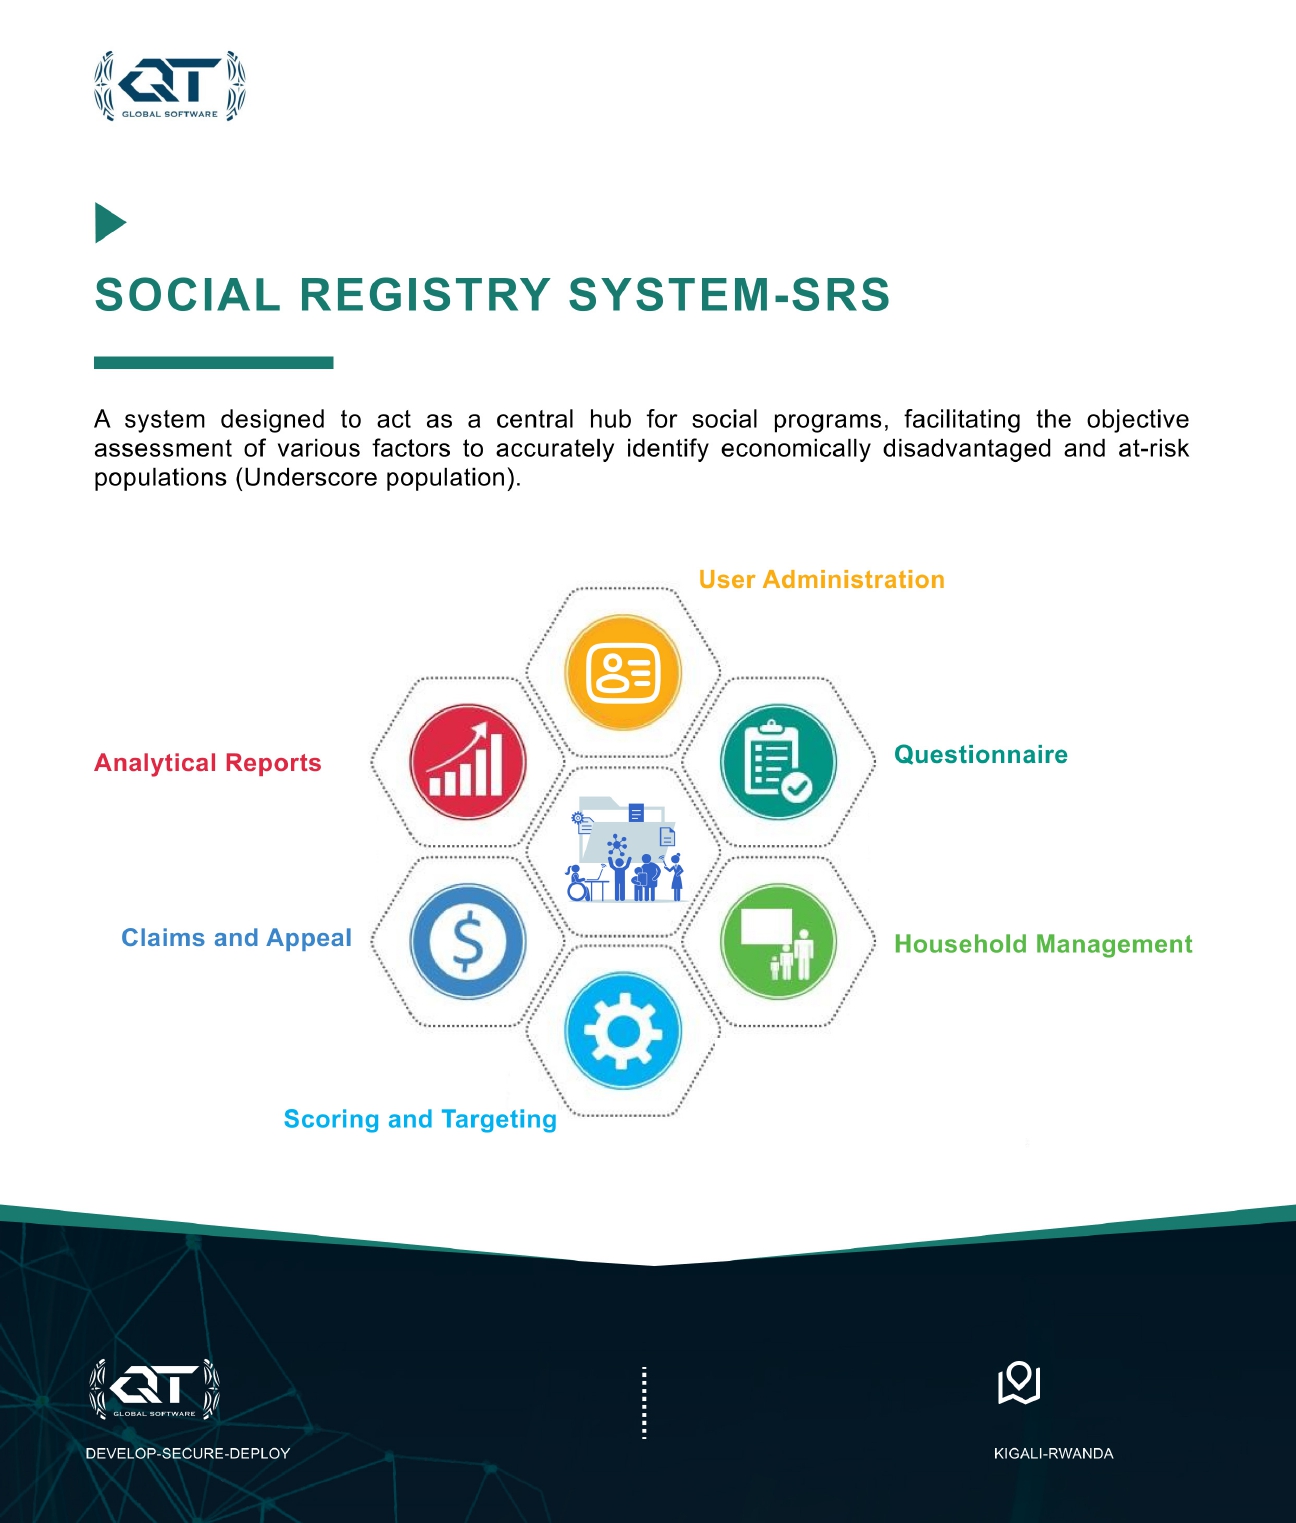 QT
GLOBAL SOFTWARE
SOCIAL REGISTRY SYSTEM-SRS
A system designed to act as a central hub for social programs, facilitating the objective
assessment of various factors to accurately identify economically disadvantaged and at-risk
populations (Underscore population).
User Administration
Analytical Reports
Questionnaire
Claims and Appeal
$
Household Management
Scoring and Targeting
QT
GLOBAL SOFTWARE
DEVELOP-SECURE-DEPLOY
KIGALI-RWANDA